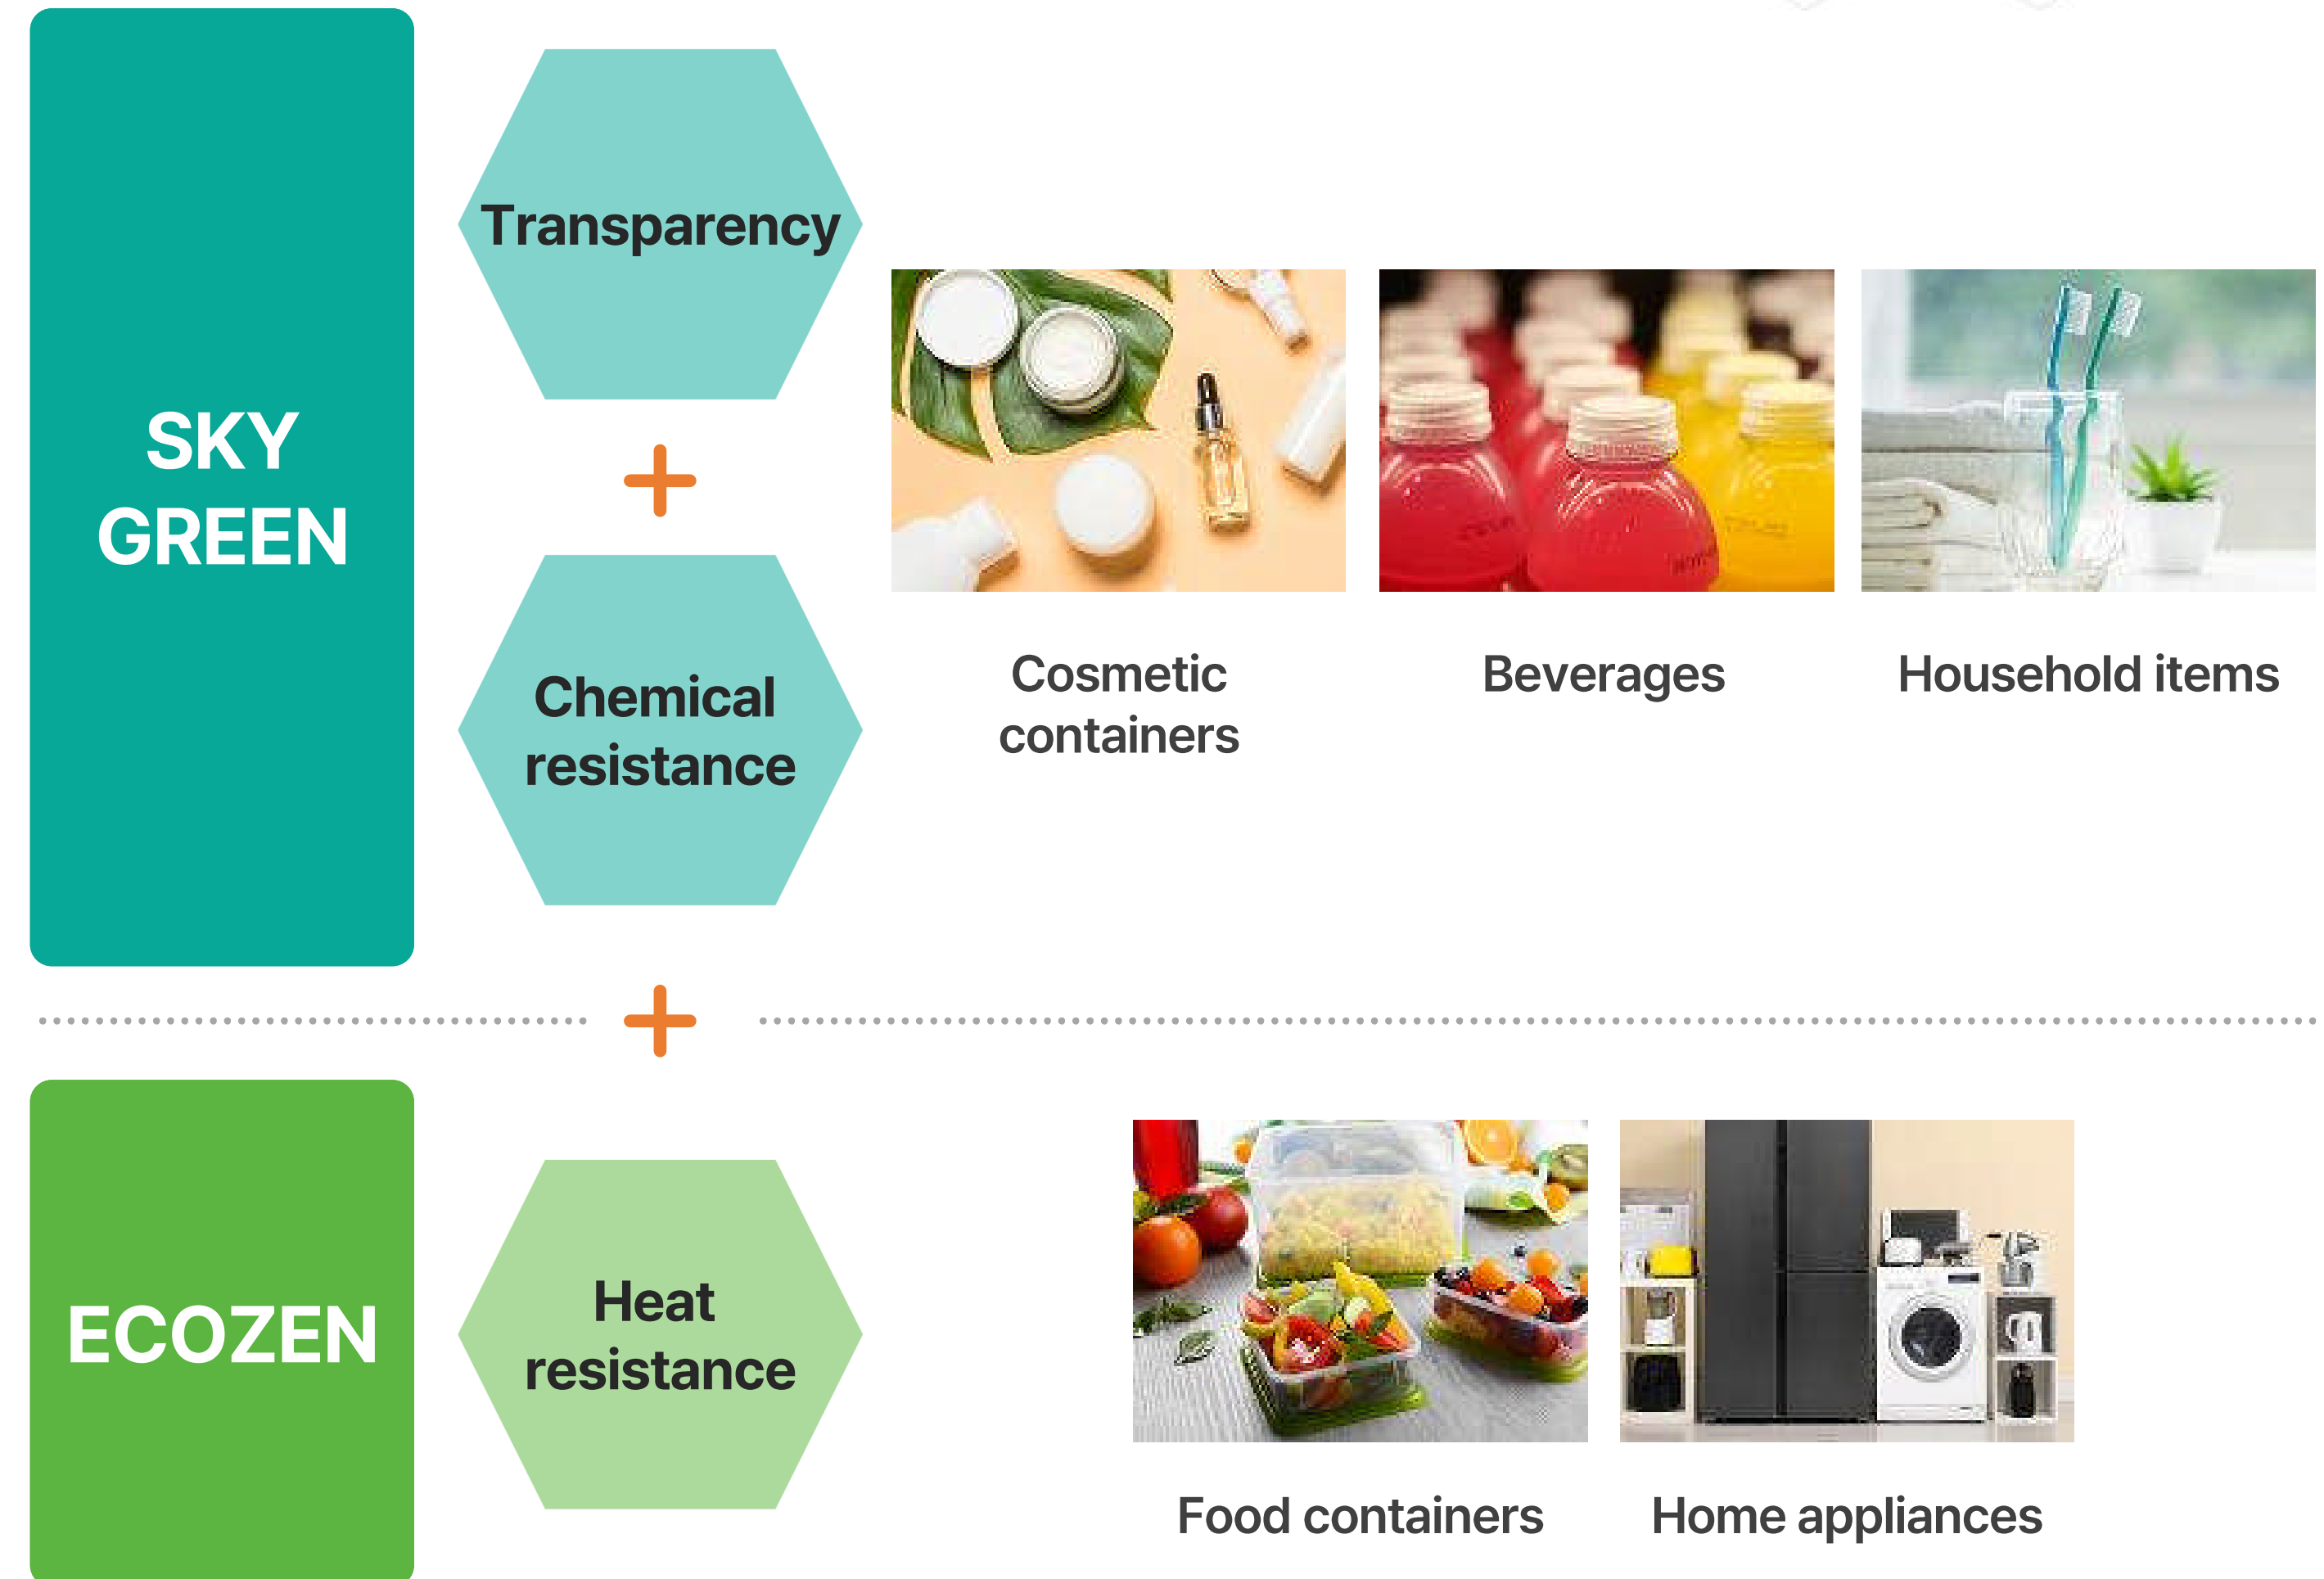 SKY
GREEN
Transparency
Chemical
resistance
Cosmetic
containers
Beverages
Household items
ECOZEN
Heat
resistance
Food containers
Home appliances